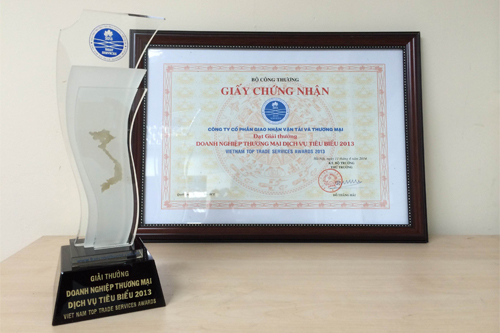 BỘ CÔNG THƯƠNG
GIẤY CHỨNG NHẬN
CÔNG TY CỔ PHẦN GIAO NHẬN VẬN TẢI VÀ THƯƠNG MẠI
Đạt Giải thưởng
DOANH NGHIỆP THƯƠNG MẠI DỊCH VỤ TIÊU BIỂU 2013
VIETNAM TOP TRADE SERVICES AWARDS 2013
KT. BỘ TRƯỞNG
THỨ TRƯỞNG
GIẢI THƯỞNG
DOANH NGHIỆP THƯƠNG MẠI
DỊCH VỤ TIÊU BIỂU 2013
VIET NAM TOP TRADE SERVICES AWARDS